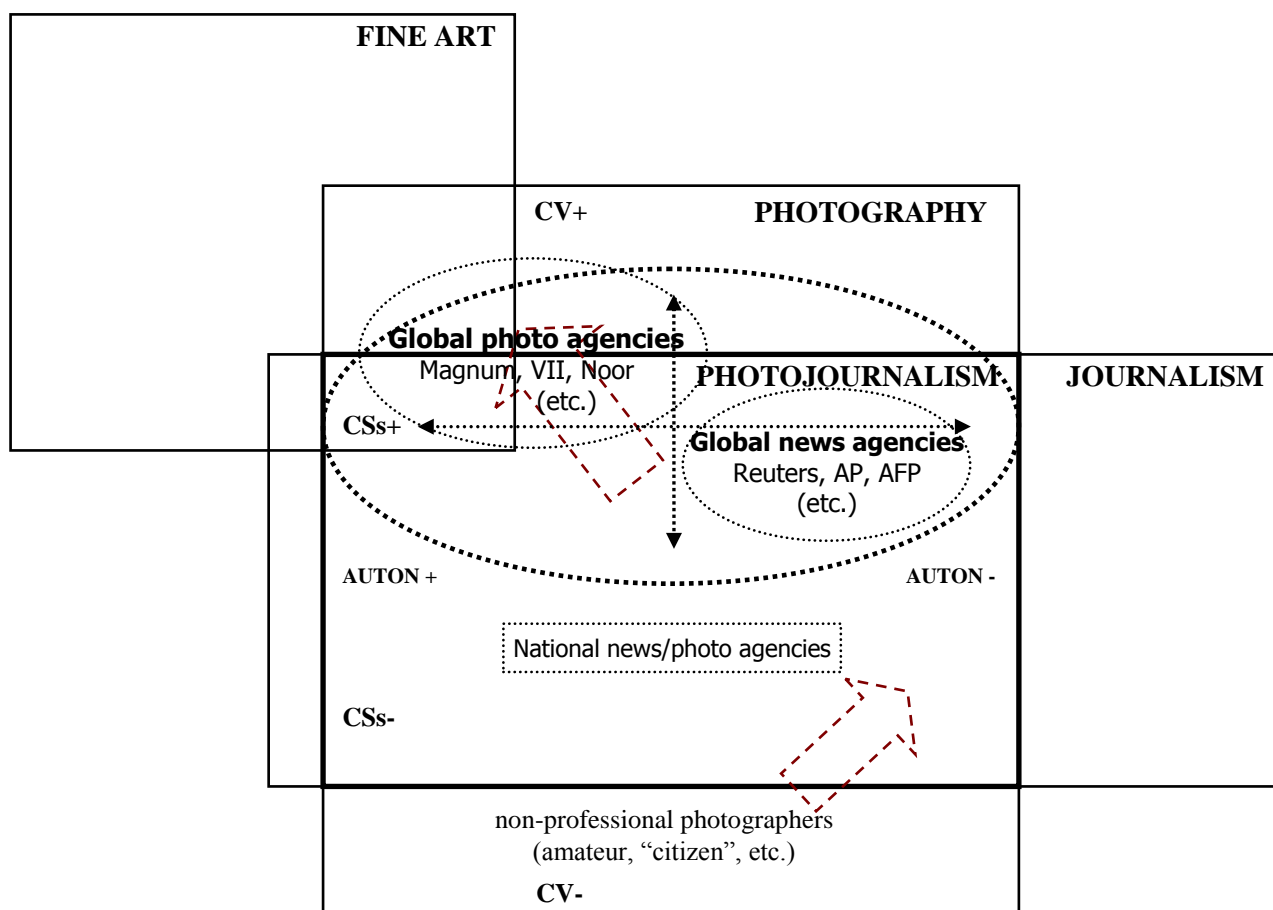 FINE ART
CV+
PHOTOGRAPHY
Global photo agencies
Magnum, VII, Noor
(etc.)
PHOTOJOURNALISM
JOURNALISM
CSs+
Global news agencies
Reuters, AP, AFP
(etc.)
AUTON +
AUTON -
National news/photo agencies
CSs-
non-professional photographers
(amateur, “citizen”, etc.)
CV-